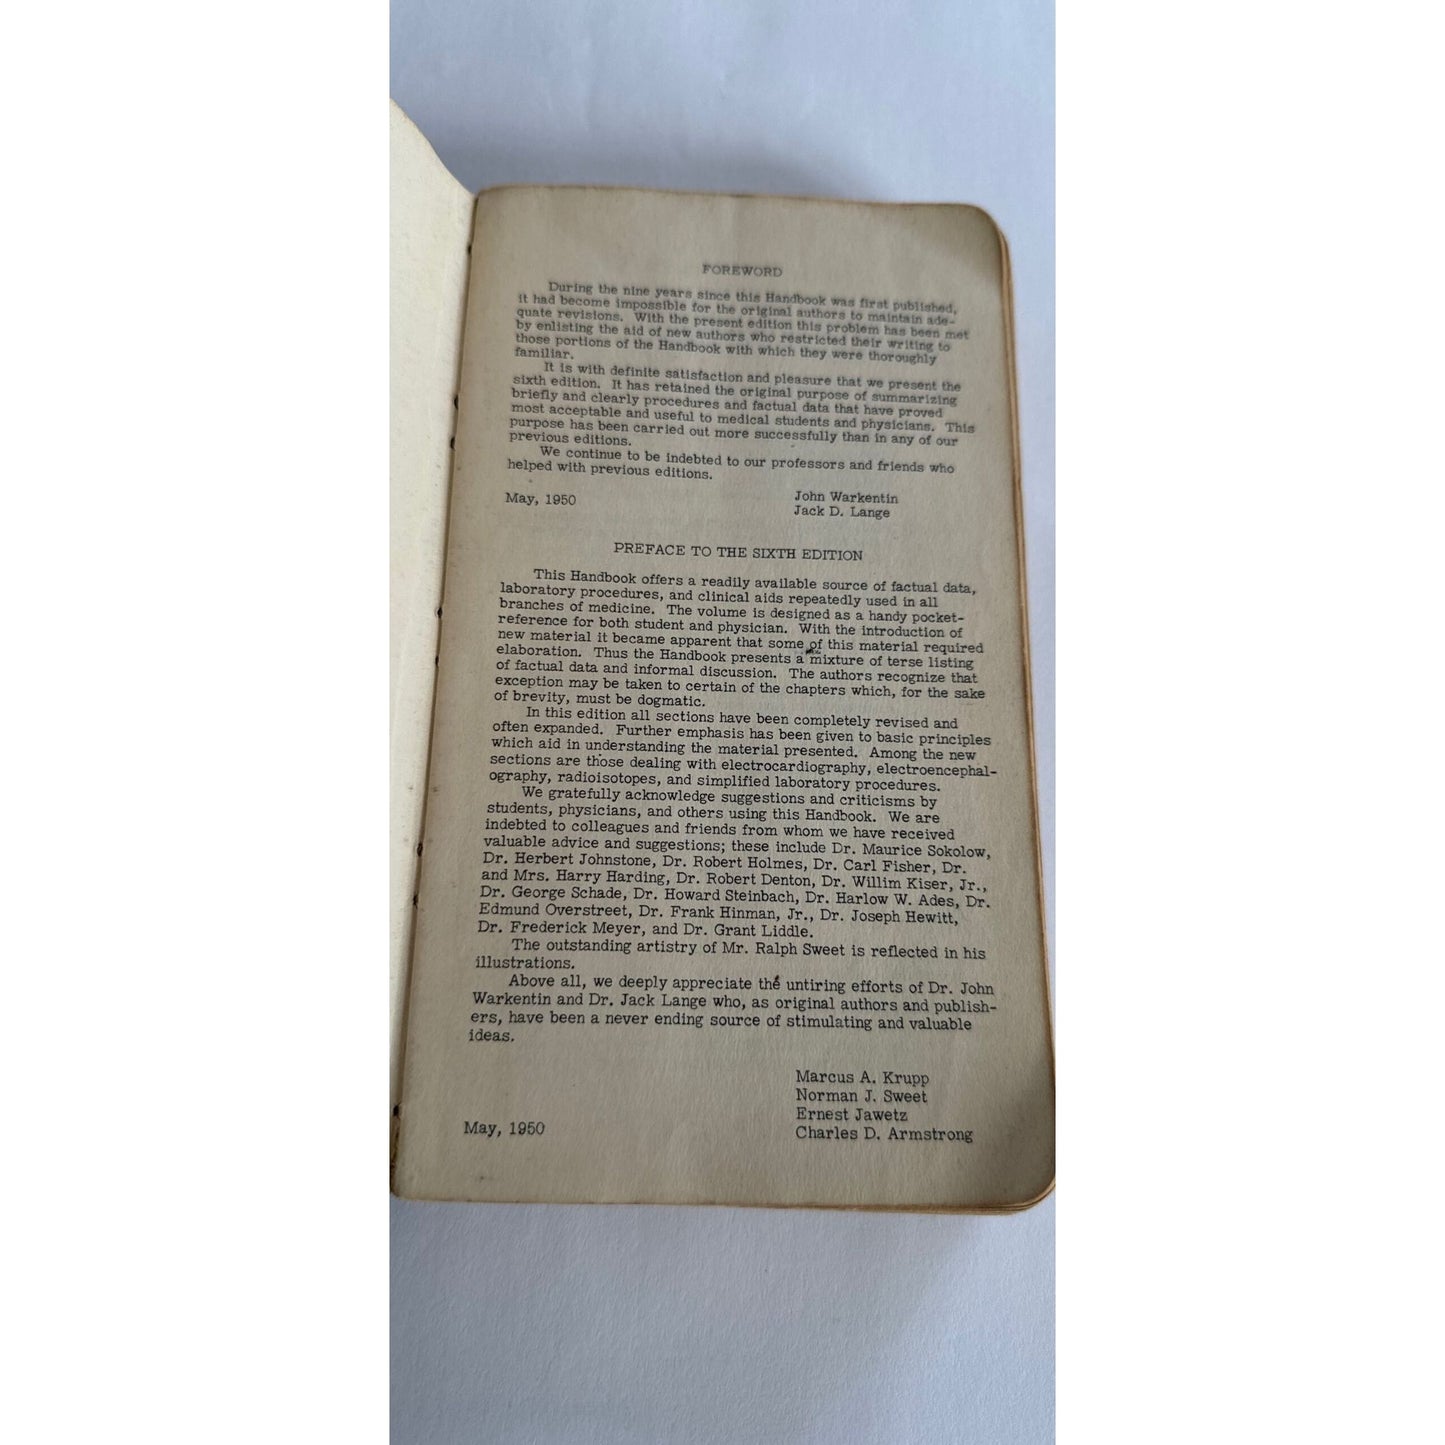 FOREWORD
During the nine years since this Handbook was first published,
it had become impossible for the original authors to maintain ade-
quate revisions. With the present edition this problem has been met
by enlisting the aid of new authors who restricted their writing to
those portions of the Handbook with which they were thoroughly
familiar.
It is with definite satisfaction and pleasure that we present the
sixth edition. It has retained the original purpose of summarizing
briefly and clearly procedures and factual data that have proved
most acceptable and useful to medical students and physicians. This
purpose has been carried out more successfully than in any of our
previous editions.
We continue to be indebted to our professors and friends who
helped with previous editions.
May, 1950
John Warkentin
Jack D. Lange
PREFACE TO THE SIXTH EDITION
This Handbook offers a readily available source of factual data,
laboratory procedures, and clinical aids repeatedly used in all
branches of medicine. The volume is designed as a handy pocket-
reference for both student and physician. With the introduction of
new material it became apparent that some of this material required
elaboration. Thus the Handbook presents a mixture of terse listing
of factual data and informal discussion. The authors recognize that
exception may be taken to certain of the chapters which, for the sake
of brevity, must be dogmatic.
In this edition all sections have been completely revised and
often expanded. Further emphasis has been given to basic principles
which aid in understanding the material presented. Among the new
sections are those dealing with electrocardiography, electroencephal-
ography, radioisotopes, and simplified laboratory procedures.
We gratefully acknowledge suggestions and criticisms by
students, physicians, and others using this Handbook. We are
indebted to colleagues and friends from whom we have received
valuable advice and suggestions; these include Dr. Maurice Sokolow,
Dr. Herbert Johnstone, Dr. Robert Holmes, Dr. Carl Fisher, Dr.
and Mrs. Harry Harding, Dr. Robert Denton, Dr. Willim Kiser, Jr.,
Dr. George Schade, Dr. Howard Steinbach, Dr. Harlow W. Ades, Dr.
Edmund Overstreet, Dr. Frank Hinman, Jr., Dr. Joseph Hewitt,
Dr. Frederick Meyer, and Dr. Grant Liddle.
The outstanding artistry of Mr. Ralph Sweet is reflected in his
illustrations.
Above all, we deeply appreciate the untiring efforts of Dr. John
Warkentin and Dr. Jack Lange who, as original authors and publish-
ers, have been a never ending source of stimulating and valuable
ideas.
Marcus A. Krupp
Norman J. Sweet
Ernest Jawetz
May, 1950
Charles D. Armstrong